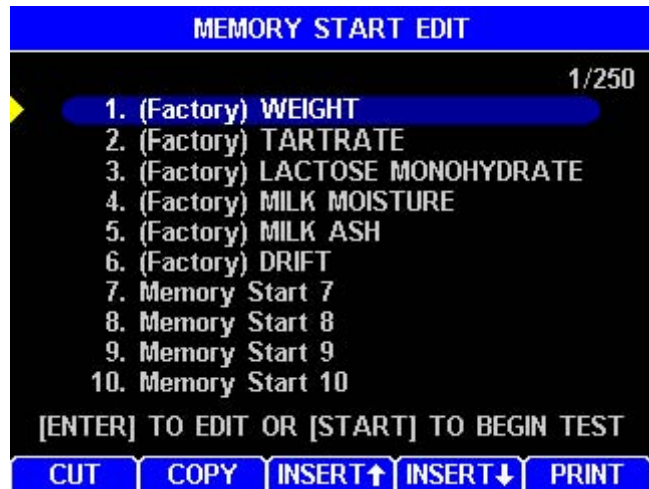 MEMORY START EDIT
1/250
1. (Factory) WEIGHT
2. (Factory) TARTRATE
3. (Factory) LACTOSE MONOHYDRATE
4. (Factory) MILK MOISTURE
5. (Factory) MILK ASH
6. (Factory) DRIFT
7. Memory Start 7
8. Memory Start 8
9. Memory Start 9
10. Memory Start 10
[ENTER] TO EDIT OR [START] TO BEGIN TEST
CUT COPY INSERT↑ INSERT↓ PRINT